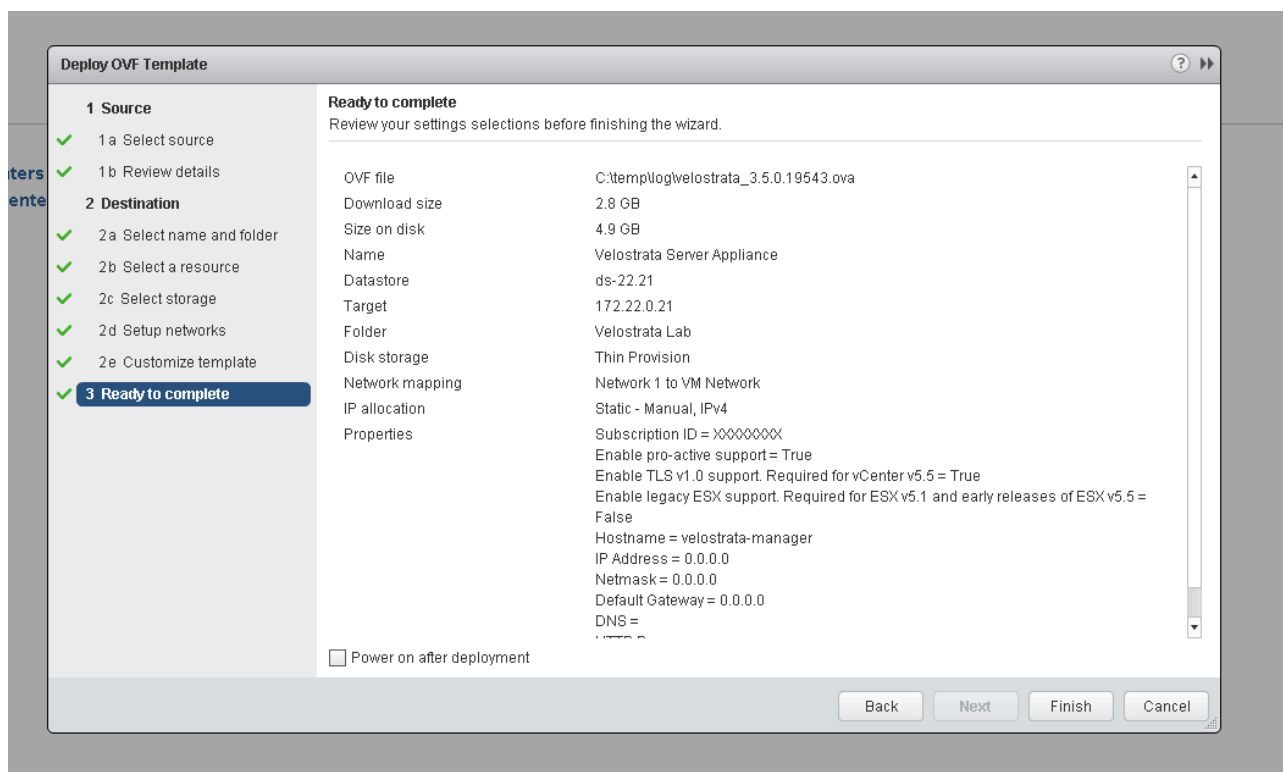 Deploy OVF Template
1 Source
1a Select source
1b Review details
2 Destination
2a Select name and folder
2b Select a resource
2c Select storage
2d Setup networks
2e Customize template
3 Ready to complete
ters
ente
Ready to complete
Review your settings selections before finishing the wizard.
OVF file C:\temp\log\velostrata_3.5.0.19543.ova
Download size 2.8 GB
Size on disk 4.9 GB
Name Velostrata Server Appliance
Datastore ds-22.21
Target 172.22.0.21
Folder Velostrata Lab
Disk storage Thin Provision
Network mapping Network 1 to VM Network
IP allocation Static - Manual, IPv4
Properties Subscription ID = XXXXXXXX
Enable pro-active support = True
Enable TLS v1.0 support. Required for vCenter v5.5 = True
Enable legacy ESX support. Required for ESX v5.1 and early releases of ESX v5.5 =
False
Hostname = velostrata-manager
IP Address = 0.0.0.0
Netmask = 0.0.0.0
Default Gateway = 0.0.0.0
DNS =
Power on after deployment
Back Next Finish Cancel